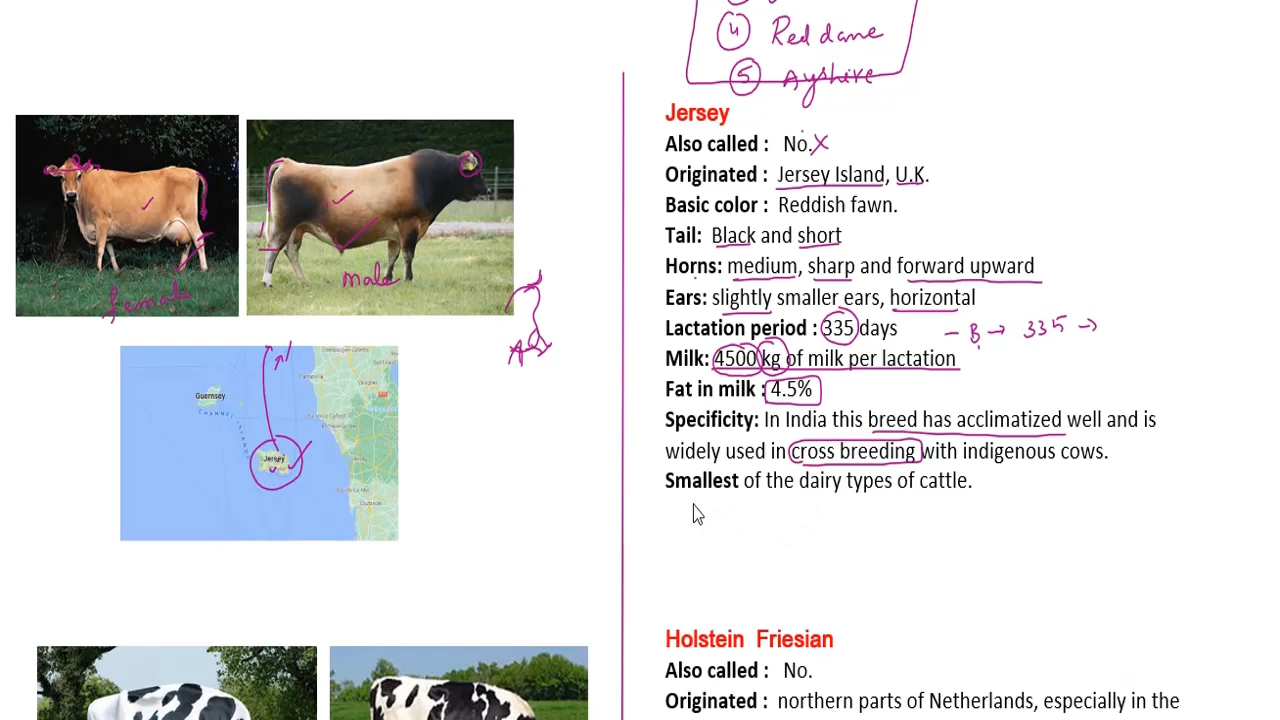 ④ Red dane
⑤ Ayshire
Jersey
Also called : No. X
Originated : Jersey Island, U.K.
Basic color : Reddish fawn.
Tail: Black and short
Horns: medium, sharp and forward upward
Ears: slightly smaller ears, horizontal
Lactation period : 335 days – B → 335 →
Milk: 4500 kg of milk per lactation
Fat in milk : 4.5%
Specificity: In India this breed has acclimatized well and is
widely used in cross breeding with indigenous cows.
Smallest of the dairy types of cattle.
female
male
Guernsey
CHANNEL ISLANDS
Jersey
Holstein Friesian
Also called : No.
Originated : northern parts of Netherlands, especially in the